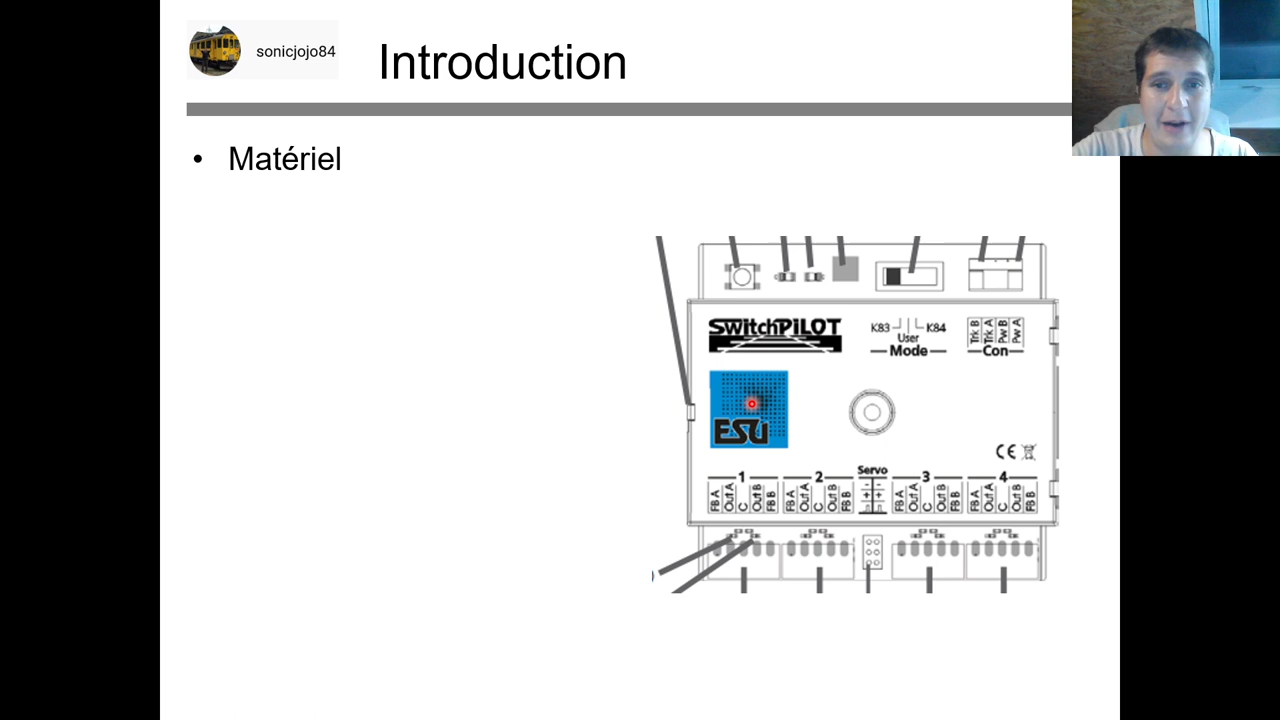 sonicjojo84
Introduction
• Matériel
SwitchPILOT
K83 K84
User
Mode
Trk B
Trk A
Pw B
Pw A
Con
ESU
CE
1 2 Servo 3 4
FB A
Out A
C
Out B
FB B
FB A
Out A
C
Out B
FB B
- -
+ +
FB A
Out A
C
Out B
FB B
FB A
Out A
C
Out B
FB B